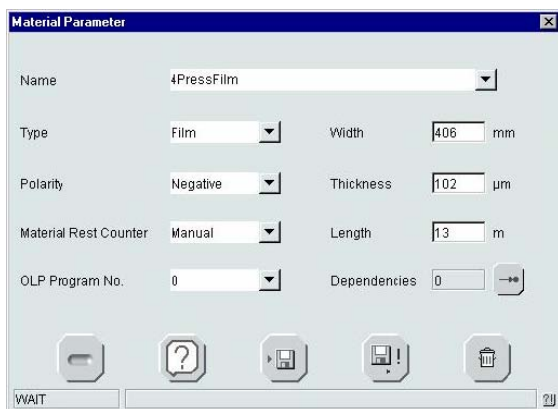 Material Parameter
Name 4PressFilm
Type Film Width 406 mm
Polarity Negative Thickness 102 µm
Material Rest Counter Manual Length 13 m
OLP Program No. 0 Dependencies 0
?
!
WAIT ?!